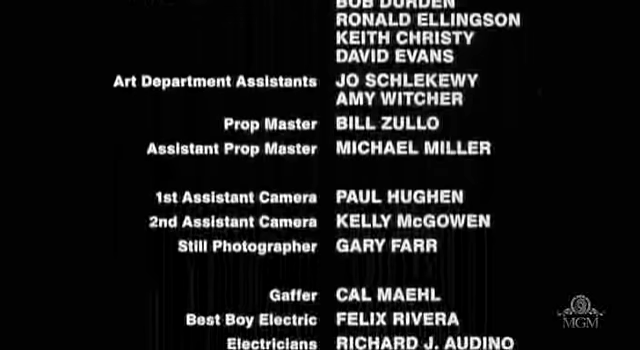 BOB DURDEN
RONALD ELLINGSON
KEITH CHRISTY
DAVID EVANS
Art Department Assistants JO SCHLEKEWY
AMY WITCHER
Prop Master BILL ZULLO
Assistant Prop Master MICHAEL MILLER
1st Assistant Camera PAUL HUGHEN
2nd Assistant Camera KELLY McGOWEN
Still Photographer GARY FARR
Gaffer CAL MAEHL
Best Boy Electric FELIX RIVERA
Electricians RICHARD J. AUDINO
MGM